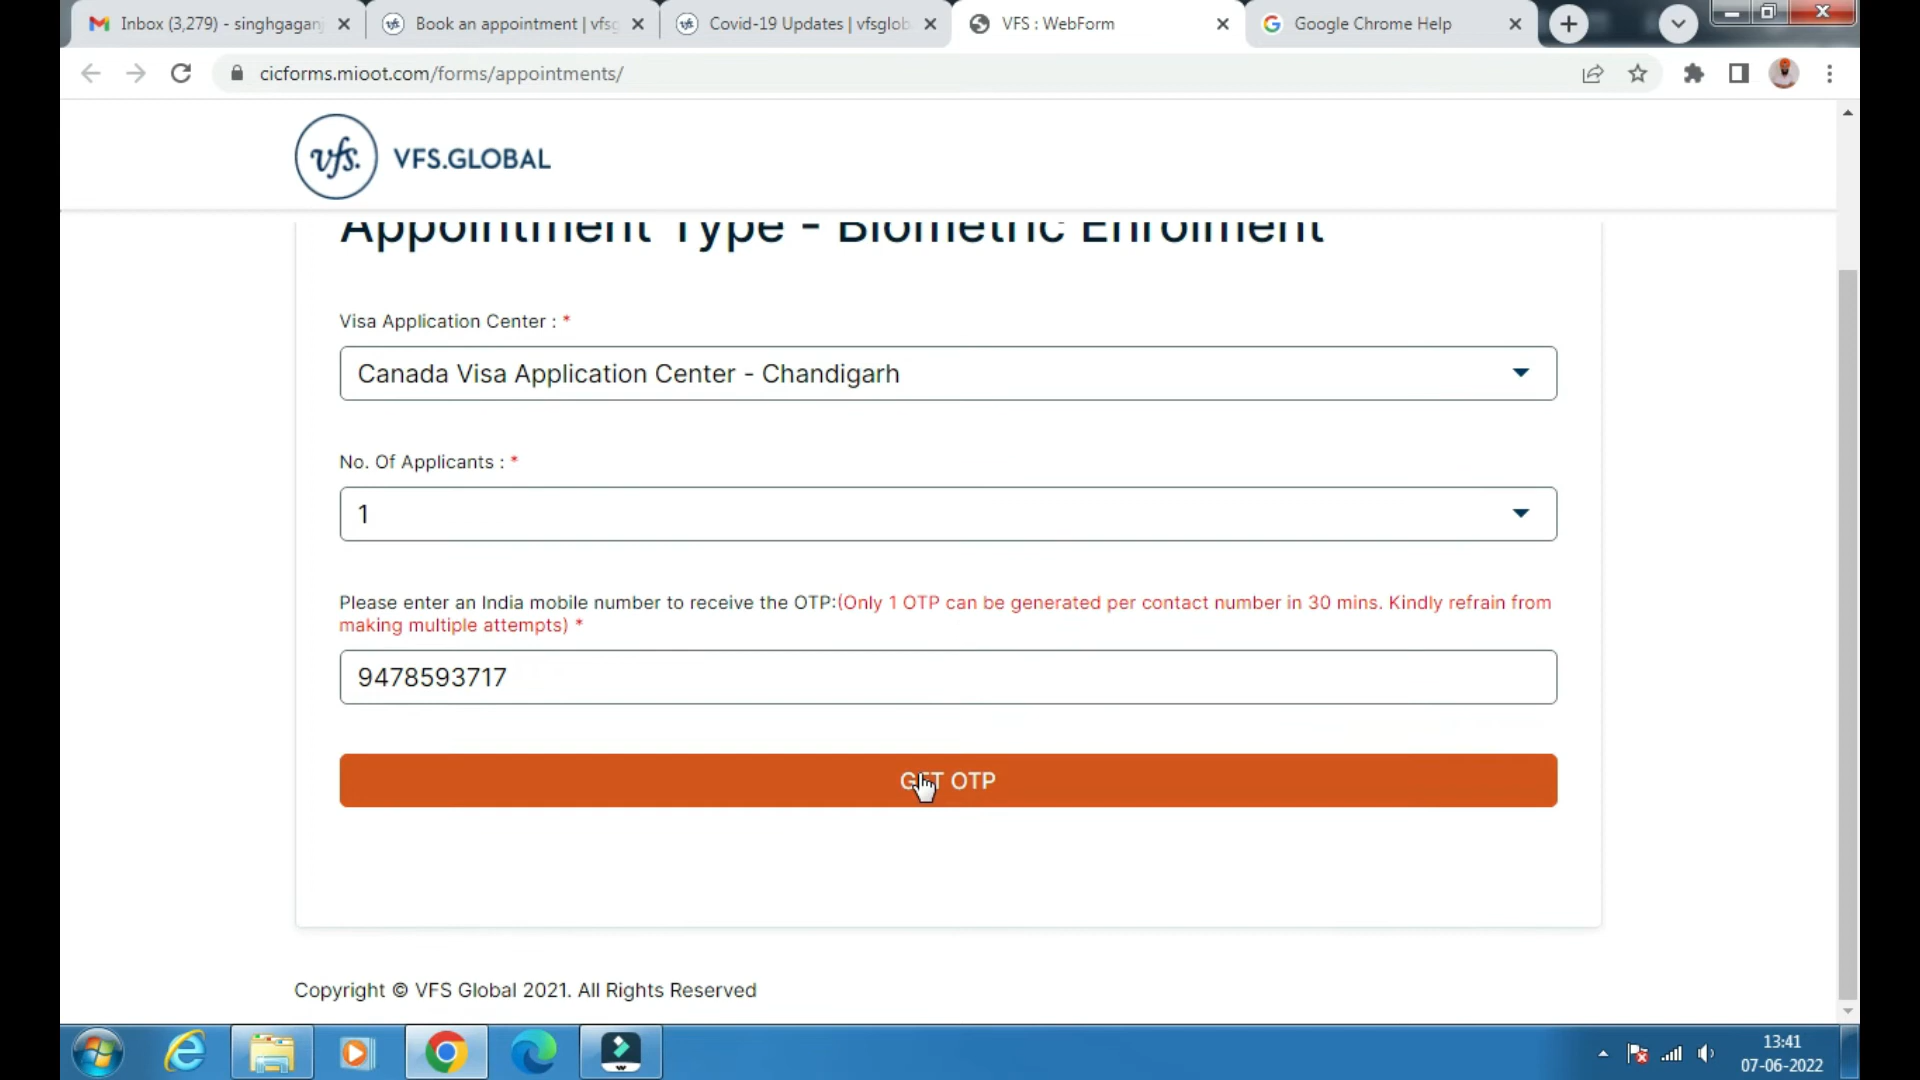 Inbox (3,279) - singhgaganj
Book an appointment | vfsg
Covid-19 Updates | vfsglob
VFS : WebForm
Google Chrome Help
cicforms.mioot.com/forms/appointments/
vfs. VFS.GLOBAL
Appointment Type - Biometric Enrolment
Visa Application Center : *
Canada Visa Application Center - Chandigarh
No. Of Applicants : *
1
Please enter an India mobile number to receive the OTP:(Only 1 OTP can be generated per contact number in 30 mins. Kindly refrain from
making multiple attempts) *
9478593717
GET OTP
Copyright © VFS Global 2021. All Rights Reserved
13:41
07-06-2022